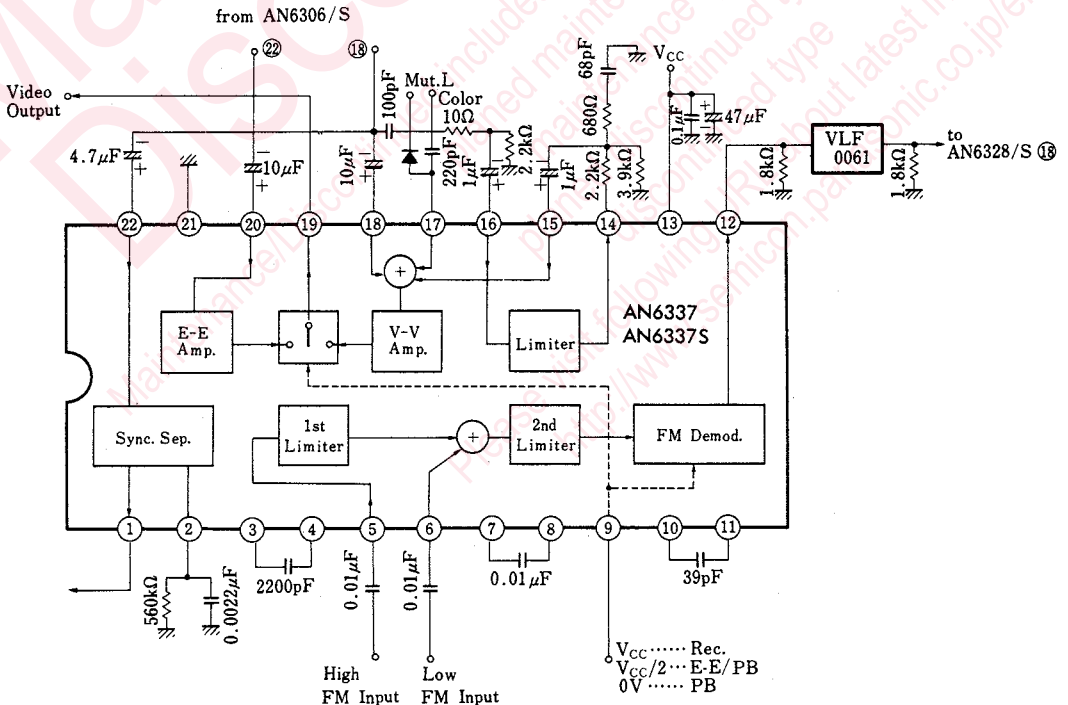 from AN6306/S
㉒
⑱
Video
Output
Mut.L
Color
VCC
4.7µF
10µF
10µF
100pF
220pF
10Ω
1µF
2.2kΩ
1µF
68pF
680Ω
2.2kΩ
3.9kΩ
0.1µF
47µF
1.8kΩ
VLF
0061
1.8kΩ
to
AN6328/S ⑱
㉒ ㉑ ⑳ ⑲ ⑱ ⑰ ⑯ ⑮ ⑭ ⑬ ⑫
E-E
Amp.
V-V
Amp.
+
Limiter
AN6337
AN6337S
Sync. Sep.
1st
Limiter
+
2nd
Limiter
FM Demod.
① ② ③ ④ ⑤ ⑥ ⑦ ⑧ ⑨ ⑩ ⑪
560kΩ
0.0022µF
2200pF
0.01µF
0.01µF
0.01µF
39pF
High
FM Input
Low
FM Input
VCC ······ Rec.
VCC/2 ··· E-E/PB
0V ······ PB